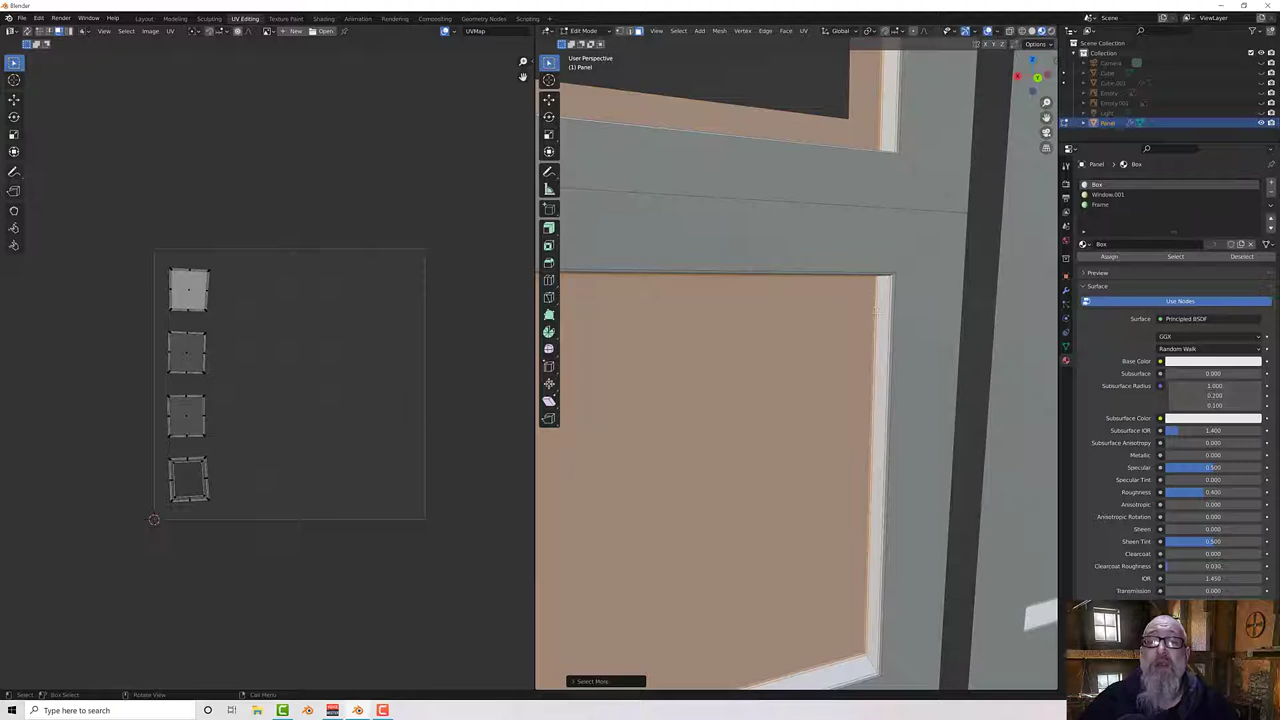 Blender
File Edit Render Window Help Layout Modeling Sculpting UV Editing Texture Paint Shading Animation Rendering Compositing Geometry Nodes Scripting Scene ViewLayer
View Select Image UV New Open UVMap
Edit Mode View Select Add Mesh Vertex Edge Face UV Global
X Y Z Options
User Perspective
(1) Panel
Scene Collection
Collection
Camera
Cube
Cube.001
Empty
Empty.001
Light
Panel
Panel Box
Box
Window.001
Frame
Box
Assign Select Deselect
Preview
Surface
Use Nodes
Surface Principled BSDF
GGX
Random Walk
Base Color
Subsurface 0.000
Subsurface Radius 1.000
0.200
0.100
Subsurface Color
Subsurface IOR 1.400
Subsurface Anisotropy 0.000
Metallic 0.000
Specular 0.500
Specular Tint 0.000
Roughness 0.400
Anisotropic 0.000
Anisotropic Rotation 0.000
Sheen 0.000
Sheen Tint 0.500
Clearcoat 0.000
Clearcoat Roughness 0.030
IOR 1.450
Transmission 0.000
Select More
Select Box Select Rotate View Call Menu
Type here to search